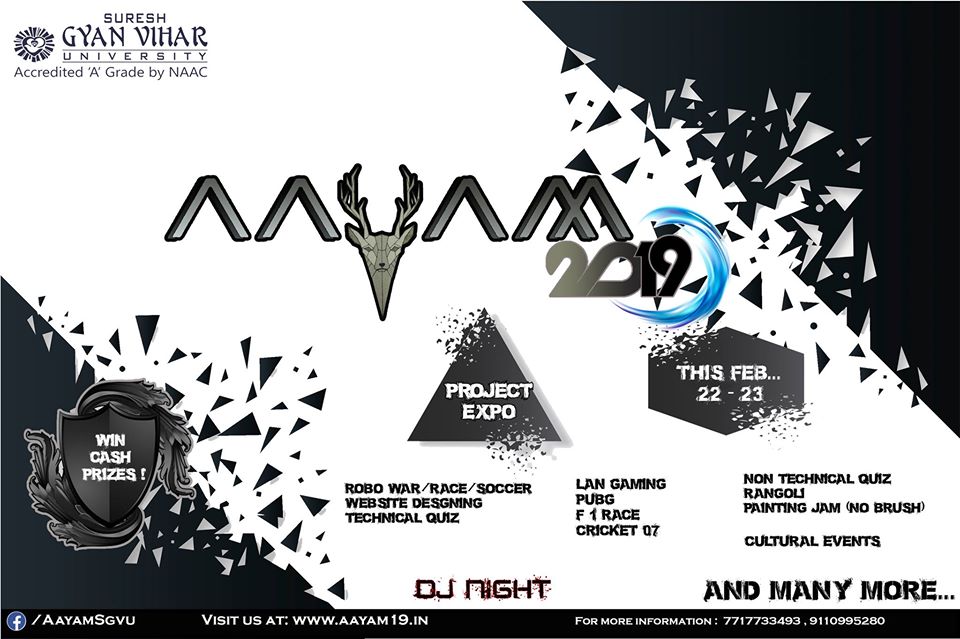 SURESH
GYAN VIHAR
UNIVERSITY
Accredited 'A' Grade by NAAC
AAYAM
2019
PROJECT
EXPO
THIS FEB...
22 - 23
WIN
CASH
PRIZES !
ROBO WAR/RACE/SOCCER
WEBSITE DESGNING
TECHNICAL QUIZ
LAN GAMING
PUBG
F 1 RACE
CRICKET 07
NON TECHNICAL QUIZ
RANGOLI
PAINTING JAM (NO BRUSH)
CULTURAL EVENTS
DJ NIGHT
AND MANY MORE...
f /AayamSgvu
Visit us at: www.aayam19.in
For more information : 7717733493 , 9110995280